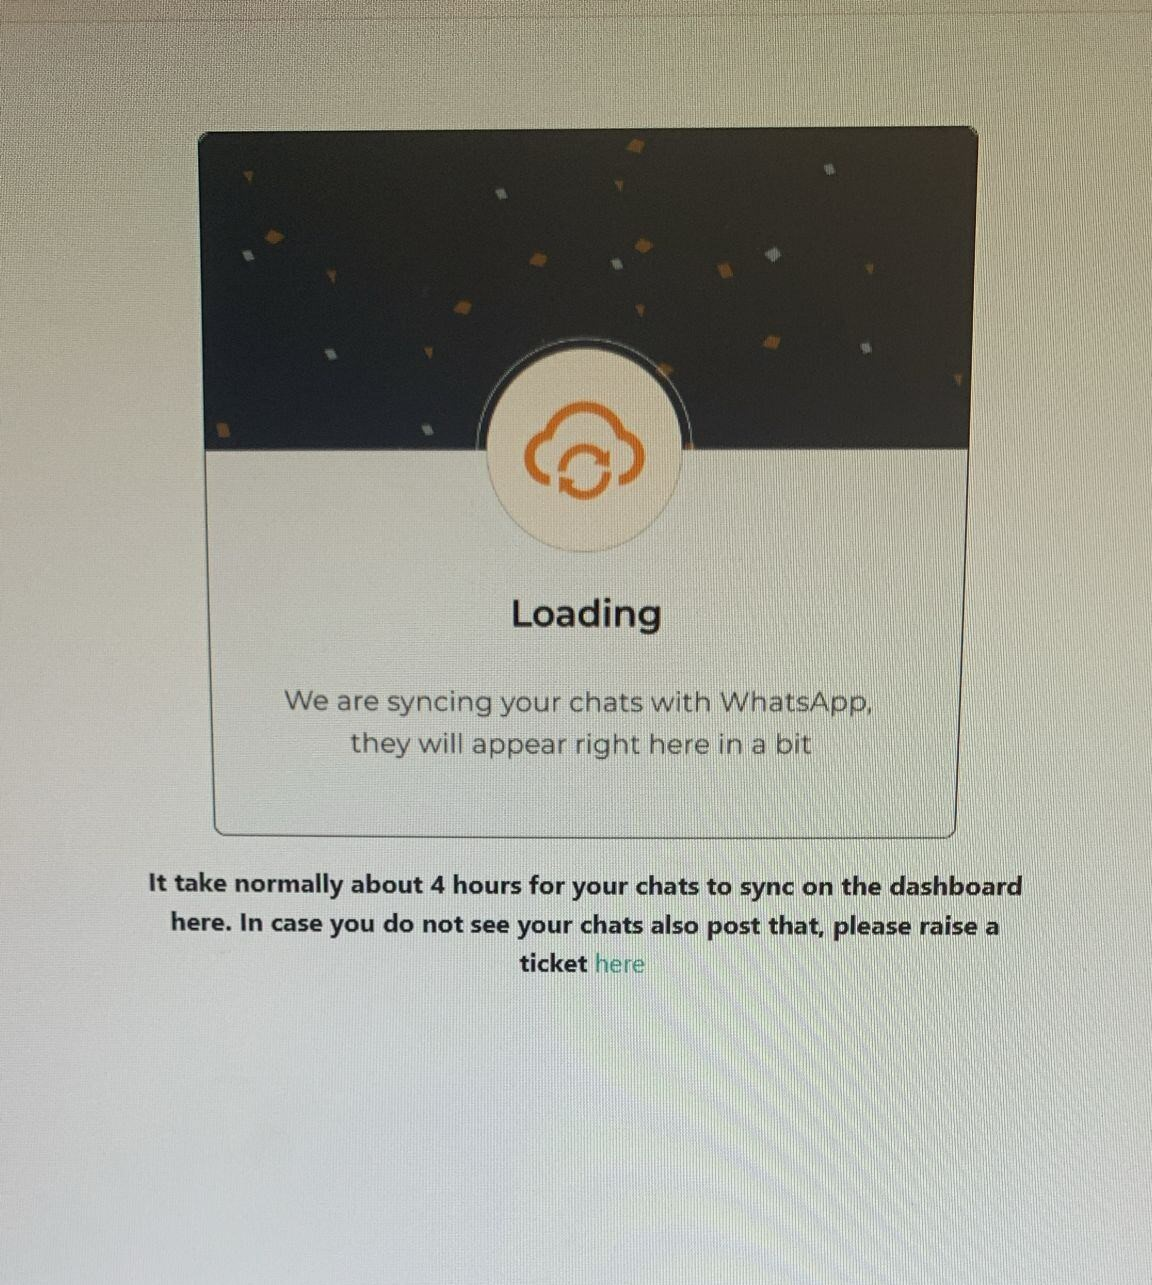 Loading
We are syncing your chats with WhatsApp,
they will appear right here in a bit
It take normally about 4 hours for your chats to sync on the dashboard
here. In case you do not see your chats also post that, please raise a
ticket here